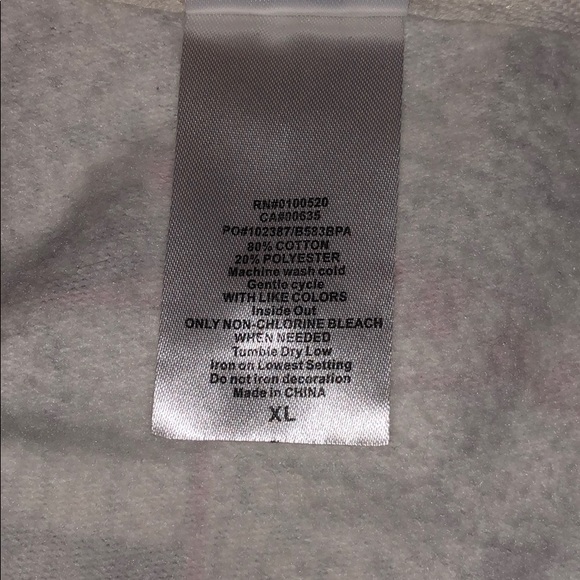 RN#0100520
CA#00635
PO#102387/B583BPA
80% COTTON
20% POLYESTER
Machine wash cold
Gentle cycle
WITH LIKE COLORS
Inside Out
ONLY NON-CHLORINE BLEACH
WHEN NEEDED
Tumble Dry Low
Iron on Lowest Setting
Do not iron decoration
Made in CHINA
XL